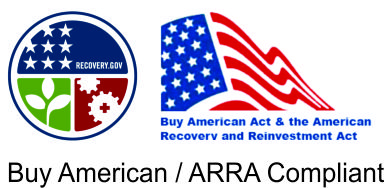 RECOVERY.GOV
Buy American Act & the American
Recovery and Reinvestment Act
Buy American / ARRA Compliant